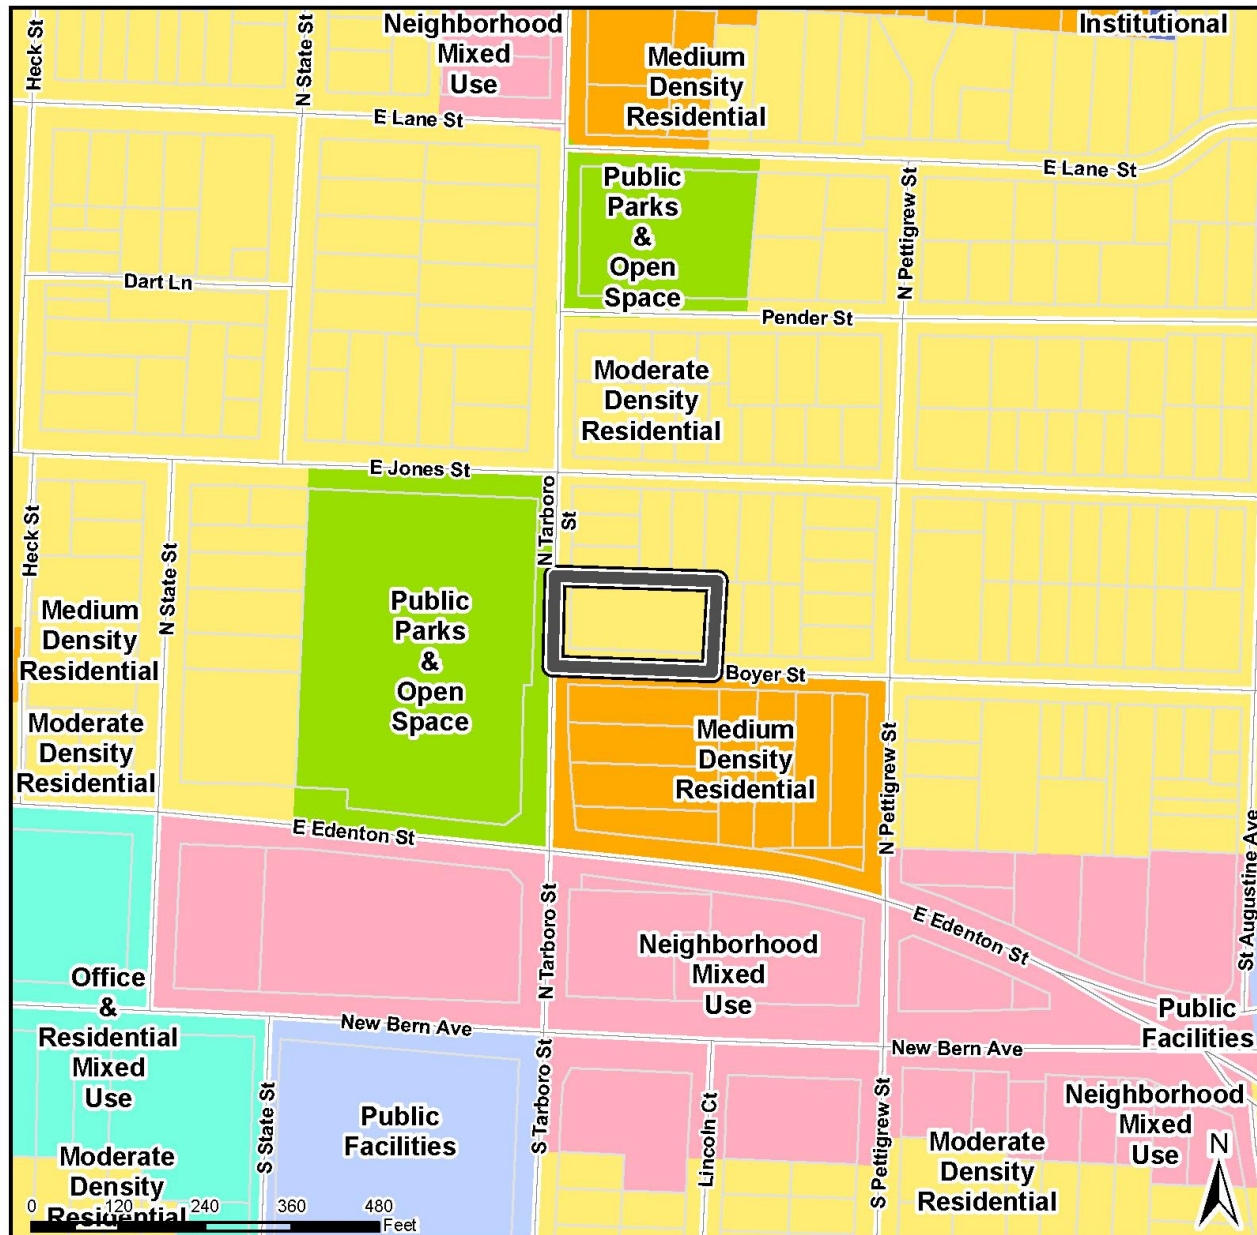 Heck St
N State St
Neighborhood
Mixed
Use
Medium
Density
Residential
Institutional
E Lane St
E Lane St
Public
Parks
&
Open
Space
N Pettigrew St
Dart Ln
Pender St
Moderate
Density
Residential
E Jones St
N Tarboro
St
Heck St
N State St
Medium
Density
Residential
Public
Parks
&
Open
Space
Boyer St
Moderate
Density
Residential
Medium
Density
Residential
N Pettigrew St
E Edenton St
St Augustine Ave
N Tarboro St
Neighborhood
Mixed
Use
E Edenton St
Office
&
Residential
Mixed
Use
New Bern Ave
Public
Facilities
New Bern Ave
S State St
Public
Facilities
S Tarboro St
Lincoln Ct
S Pettigrew St
Neighborhood
Mixed
Use
Moderate
Density
Residential
Moderate
Density
Residential
N
0 120 240 360 480
Feet